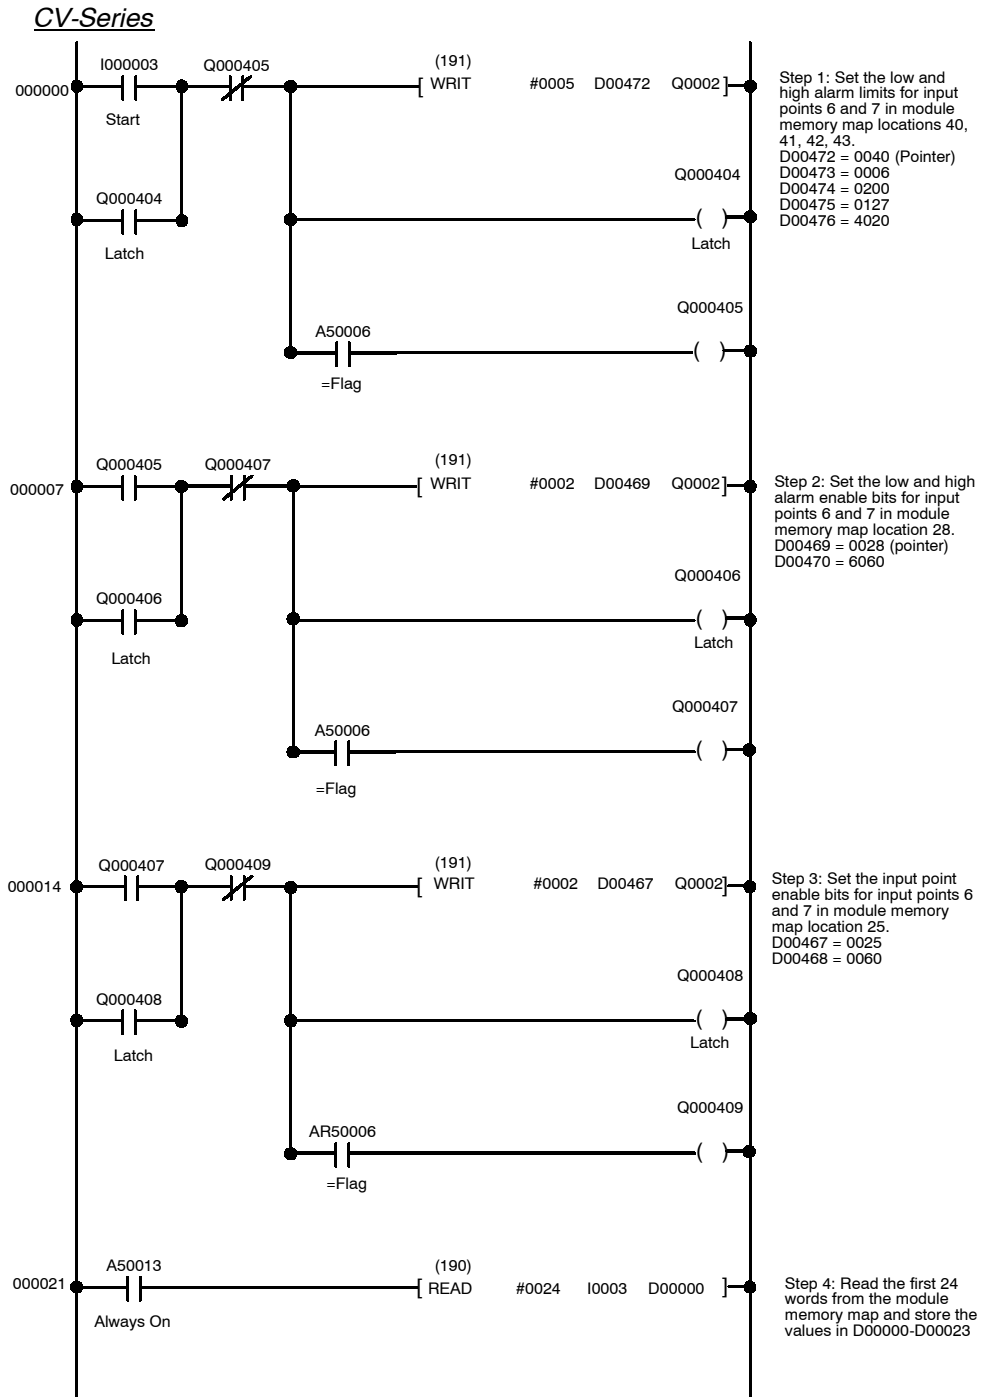 CV-Series
I000003
Q000405
(191)
000000
[ WRIT #0005 D00472 Q0002 ]
Start
Step 1: Set the low and
high alarm limits for input
points 6 and 7 in module
memory map locations 40,
41, 42, 43.
D00472 = 0040 (Pointer)
D00473 = 0006
D00474 = 0200
D00475 = 0127
D00476 = 4020
Q000404
Latch
Q000404
( )
Latch
A50006
=Flag
Q000405
( )
Q000405
Q000407
(191)
000007
[ WRIT #0002 D00469 Q0002 ]
Step 2: Set the low and high
alarm enable bits for input
points 6 and 7 in module
memory map location 28.
D00469 = 0028 (pointer)
D00470 = 6060
Q000406
Latch
Q000406
( )
Latch
A50006
=Flag
Q000407
( )
Q000407
Q000409
(191)
000014
[ WRIT #0002 D00467 Q0002 ]
Step 3: Set the input point
enable bits for input points 6
and 7 in module memory
map location 25.
D00467 = 0025
D00468 = 0060
Q000408
Latch
Q000408
( )
Latch
AR50006
=Flag
Q000409
( )
A50013
(190)
000021
[ READ #0024 I0003 D00000 ]
Always On
Step 4: Read the first 24
words from the module
memory map and store the
values in D00000-D00023